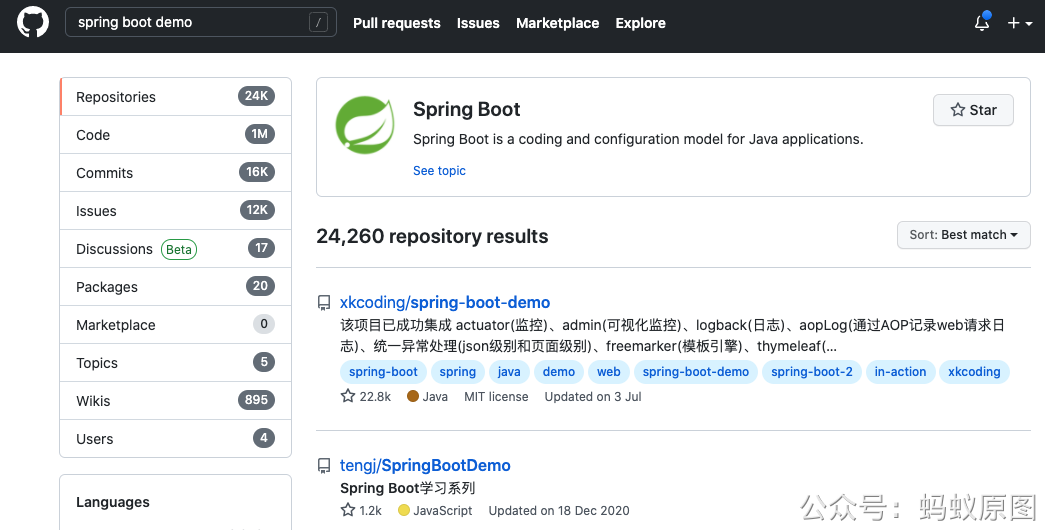 spring boot demo / Pull requests Issues Marketplace Explore
Repositories 24K
Code 1M
Commits 16K
Issues 12K
Discussions Beta 17
Packages 20
Marketplace 0
Topics 5
Wikis 895
Users 4
Languages
Spring Boot
Star
Spring Boot is a coding and configuration model for Java applications.
See topic
24,260 repository results
Sort: Best match
xkcoding/spring-boot-demo
该项目已成功集成 actuator(监控)、admin(可视化监控)、logback(日志)、aopLog(通过AOP记录web请求日
志)、统一异常处理(json级别和页面级别)、freemarker(模板引擎)、thymeleaf(...
spring-boot spring java demo web spring-boot-demo spring-boot-2 in-action xkcoding
22.8k Java MIT license Updated on 3 Jul
tengj/SpringBootDemo
Spring Boot学习系列
1.2k JavaScript Updated on 18 Dec 2020
公众号：蚂蚁原图